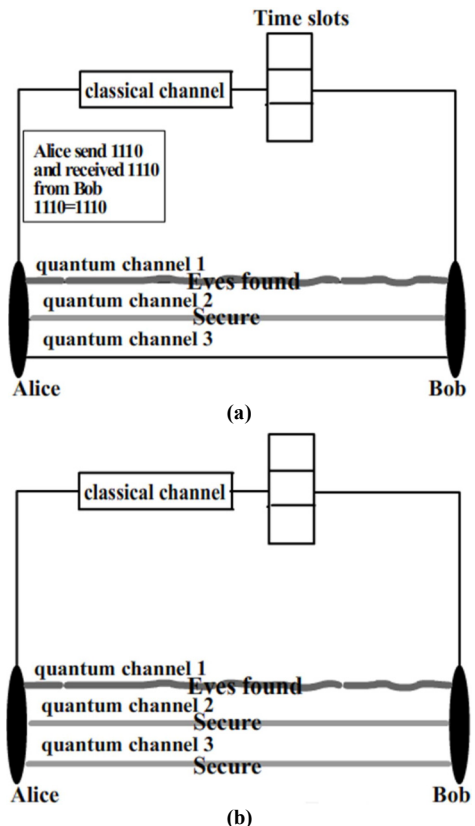 Time slots
classical channel
Alice send 1110
and received 1110
from Bob
1110=1110
quantum channel 1
Eyes found
quantum channel 2
Secure
quantum channel 3
Alice
Bob
(a)
classical channel
quantum channel 1
Eyes found
quantum channel 2
Secure
quantum channel 3
Secure
Alice
Bob
(b)